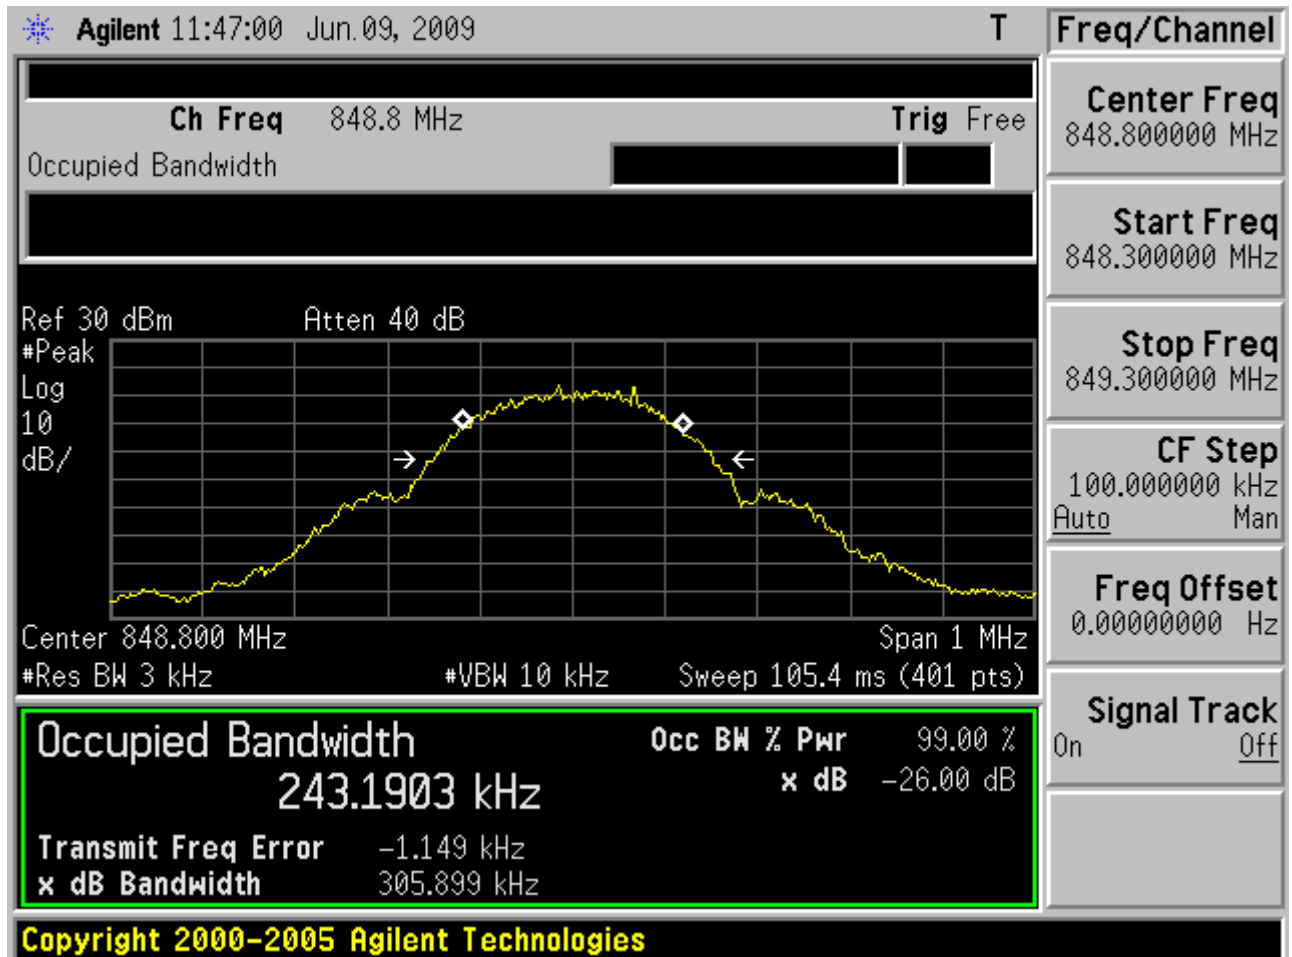 Agilent 11:47:00 Jun. 09, 2009 T
Freq/Channel
Ch Freq 848.8 MHz Trig Free
Occupied Bandwidth
Center Freq
848.800000 MHz
Start Freq
848.300000 MHz
Stop Freq
849.300000 MHz
CF Step
100.000000 kHz
Auto Man
Freq Offset
0.00000000 Hz
Signal Track
On Off
Ref 30 dBm Atten 40 dB
#Peak
Log
10
dB/
Center 848.800 MHz Span 1 MHz
#Res BW 3 kHz #VBW 10 kHz Sweep 105.4 ms (401 pts)
Occupied Bandwidth
243.1903 kHz
Occ BW % Pwr 99.00 %
x dB -26.00 dB
Transmit Freq Error -1.149 kHz
x dB Bandwidth 305.899 kHz
Copyright 2000-2005 Agilent Technologies